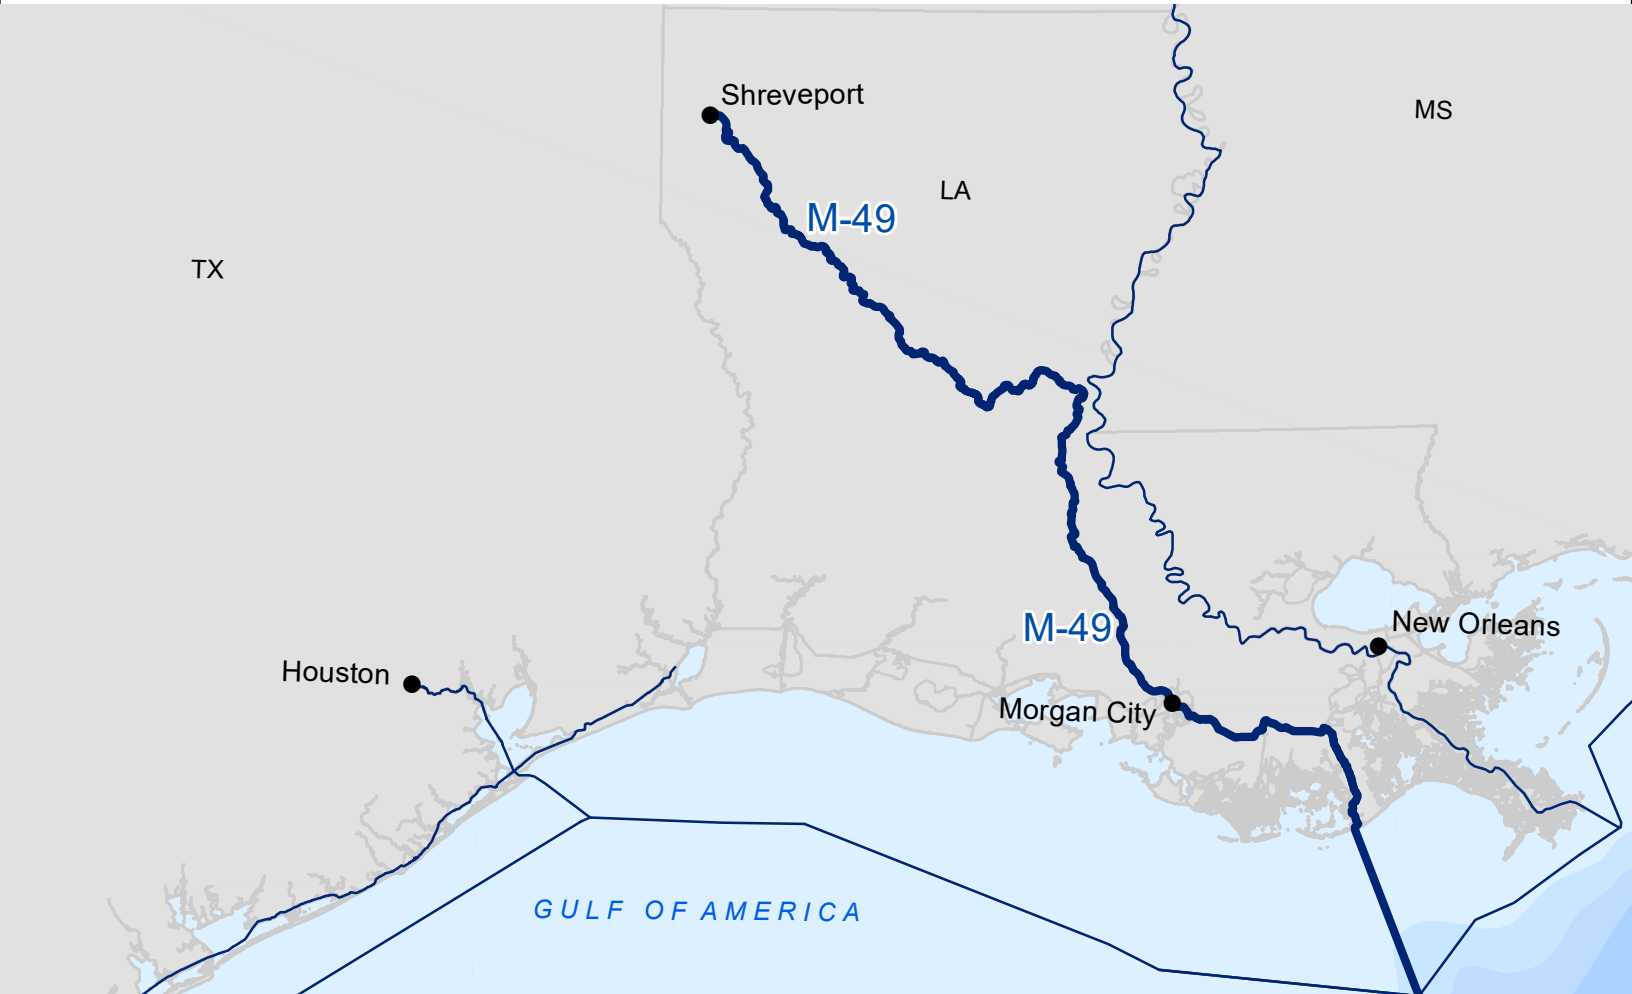 Shreveport
MS
LA
M-49
TX
New Orleans
M-49
Houston
Morgan City
GULF OF AMERICA